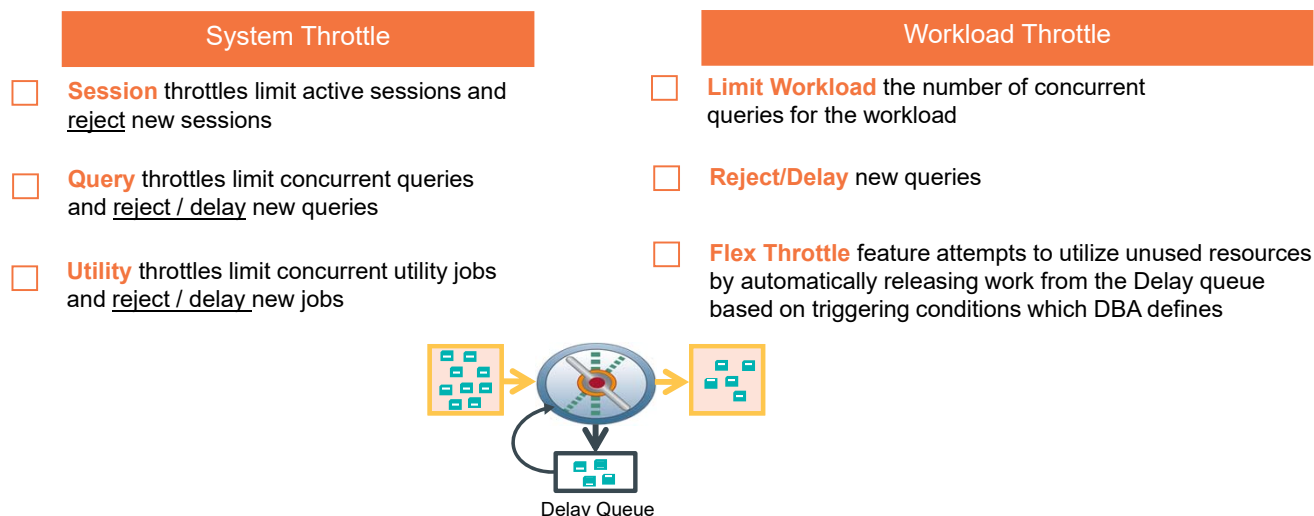 System Throttle
Session throttles limit active sessions and
reject new sessions
Query throttles limit concurrent queries
and reject / delay new queries
Utility throttles limit concurrent utility jobs
and reject / delay new jobs
Workload Throttle
Limit Workload the number of concurrent
queries for the workload
Reject/Delay new queries
Flex Throttle feature attempts to utilize unused resources
by automatically releasing work from the Delay queue
based on triggering conditions which DBA defines
Delay Queue